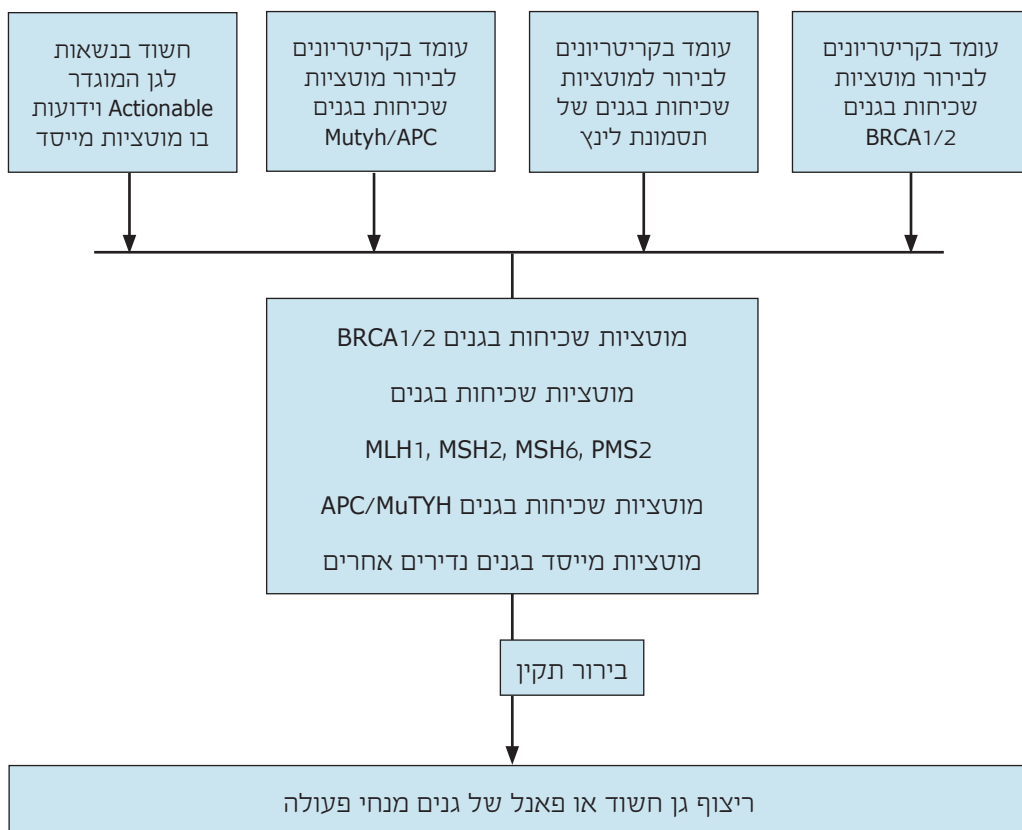 עומד בקריטריונים
לבירור מוטציות
שכיחות בגנים
BRCA1/2
עומד בקריטריונים
לבירור למוטציות
שכיחות בגנים של
תסמונת לינץ
עומד בקריטריונים
לבירור מוטציות
שכיחות בגנים
Mutyh/APC
חשוד בנשאות
לגן המוגדר
Actionable וידועות
בו מוטציות מייסד
מוטציות שכיחות בגנים BRCA1/2
מוטציות שכיחות בגנים
MLH1, MSH2, MSH6, PMS2
מוטציות שכיחות בגנים APC/MuTYH
מוטציות מייסד בגנים נדירים אחרים
בירור תקין
ריצוף גן חשוד או פאנל של גנים מנחי פעולה